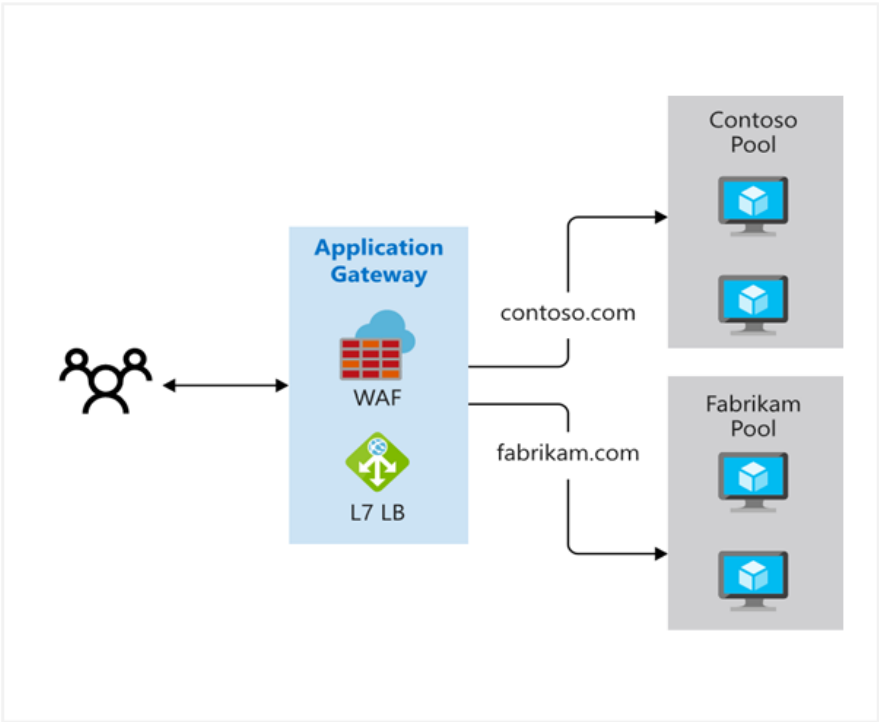 Application
Gateway
WAF
L7 LB
contoso.com
fabrikam.com
Contoso
Pool
Fabrikam
Pool